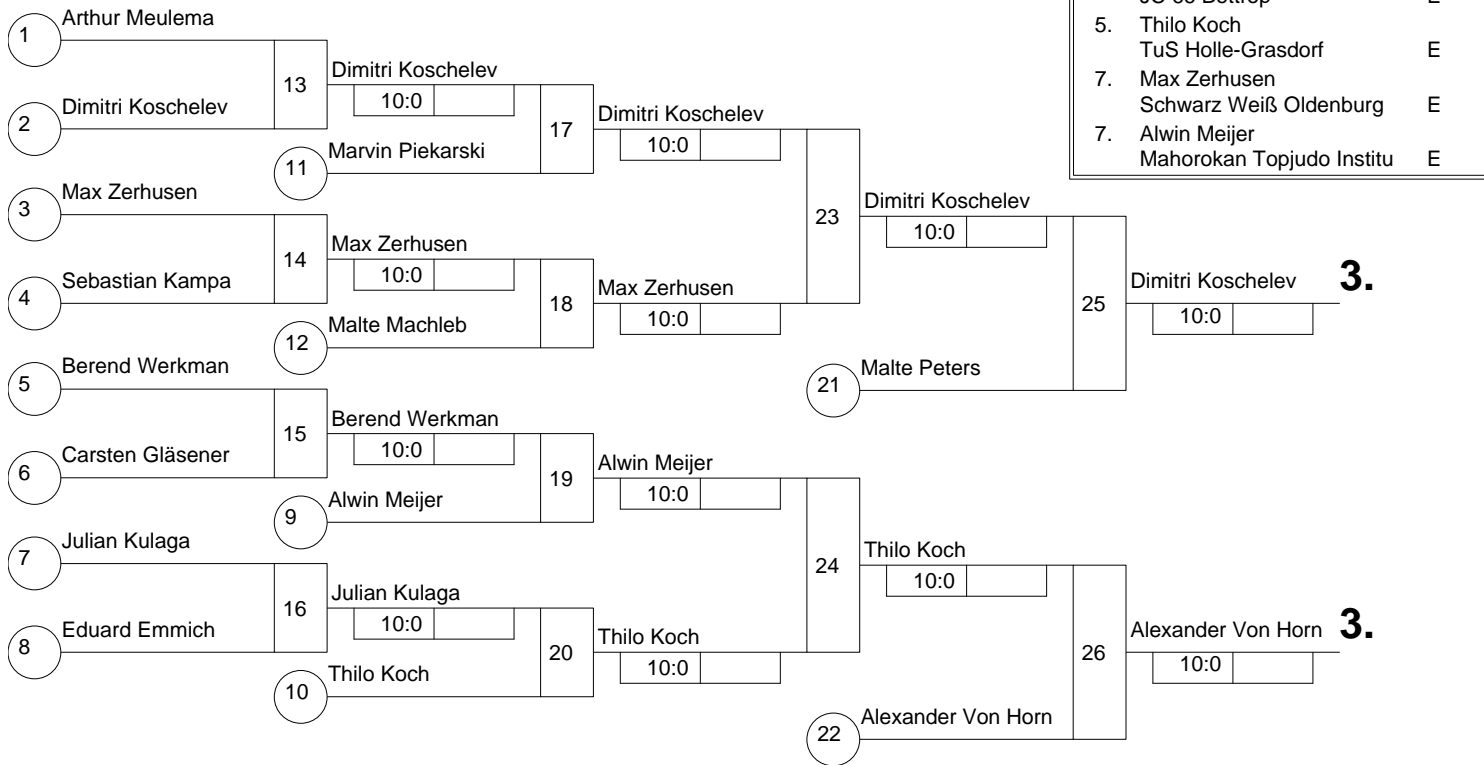 5. Thilo Koch
TuS Holle-Grasdorf E
7. Max Zerhusen
Schwarz Weiß Oldenburg E
7. Alwin Meijer
Mahorokan Topjudo Institu E
1 Arthur Meulema
13 Dimitri Koschelev
10:0
2 Dimitri Koschelev
17 Dimitri Koschelev
10:0
11 Marvin Piekarski
3 Max Zerhusen
23 Dimitri Koschelev
10:0
14 Max Zerhusen
10:0
4 Sebastian Kampa
18 Max Zerhusen
10:0
12 Malte Machleb
25 Dimitri Koschelev 3.
10:0
5 Berend Werkman
21 Malte Peters
15 Berend Werkman
10:0
6 Carsten Gläsener
19 Alwin Meijer
10:0
9 Alwin Meijer
7 Julian Kulaga
24 Thilo Koch
10:0
16 Julian Kulaga
10:0
8 Eduard Emmich
20 Thilo Koch
10:0
10 Thilo Koch
26 Alexander Von Horn 3.
10:0
22 Alexander Von Horn